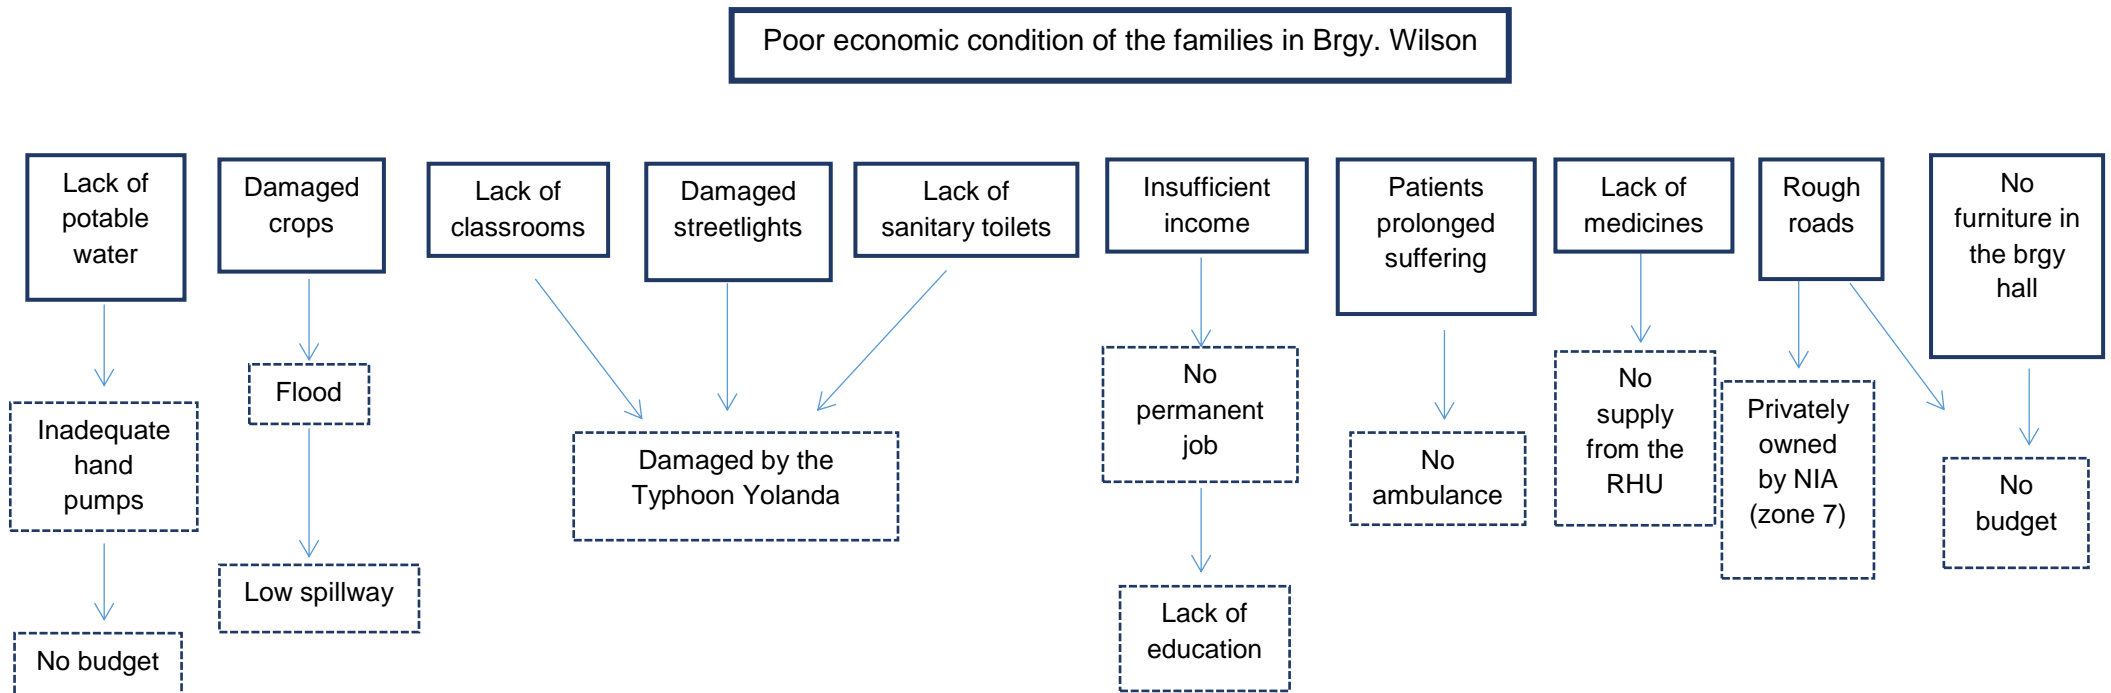 Poor economic condition of the families in Brgy. Wilson
Lack of
potable
water
Damaged
crops
Lack of
classrooms
Damaged
streetlights
Lack of
sanitary toilets
Insufficient
income
Patients
prolonged
suffering
Lack of
medicines
Rough
roads
No
furniture in
the brgy
hall
Inadequate
hand
pumps
Flood
Damaged by the
Typhoon Yolanda
No
permanent
job
No
ambulance
No
supply
from the
RHU
Privately
owned
by NIA
(zone 7)
No
budget
No budget
Low spillway
Lack of
education